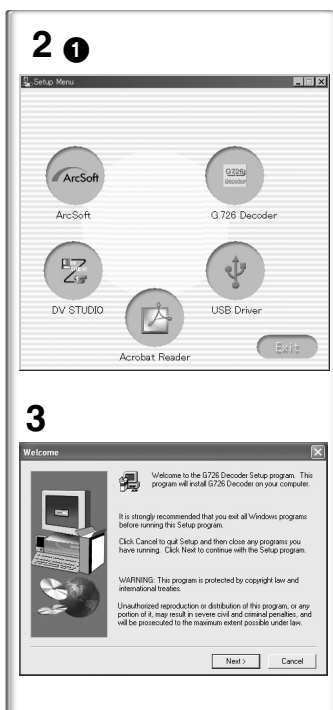 2 ❶
Setup Menu
ArcSoft
G.726
Decoder
ArcSoft
G.726 Decoder
DV STUDIO
USB Driver
Acrobat Reader
Exit
3
Welcome
Welcome to the G726 Decoder Setup program. This
program will install G726 Decoder on your computer.
It is strongly recommended that you exit all Windows programs
before running this Setup program.
Click Cancel to quit Setup and then close any programs you
have running. Click Next to continue with the Setup program.
WARNING: This program is protected by copyright law and
international treaties.
Unauthorized reproduction or distribution of this program, or any
portion of it, may result in severe civil and criminal penalties, and
will be prosecuted to the maximum extent possible under law.
Next >
Cancel